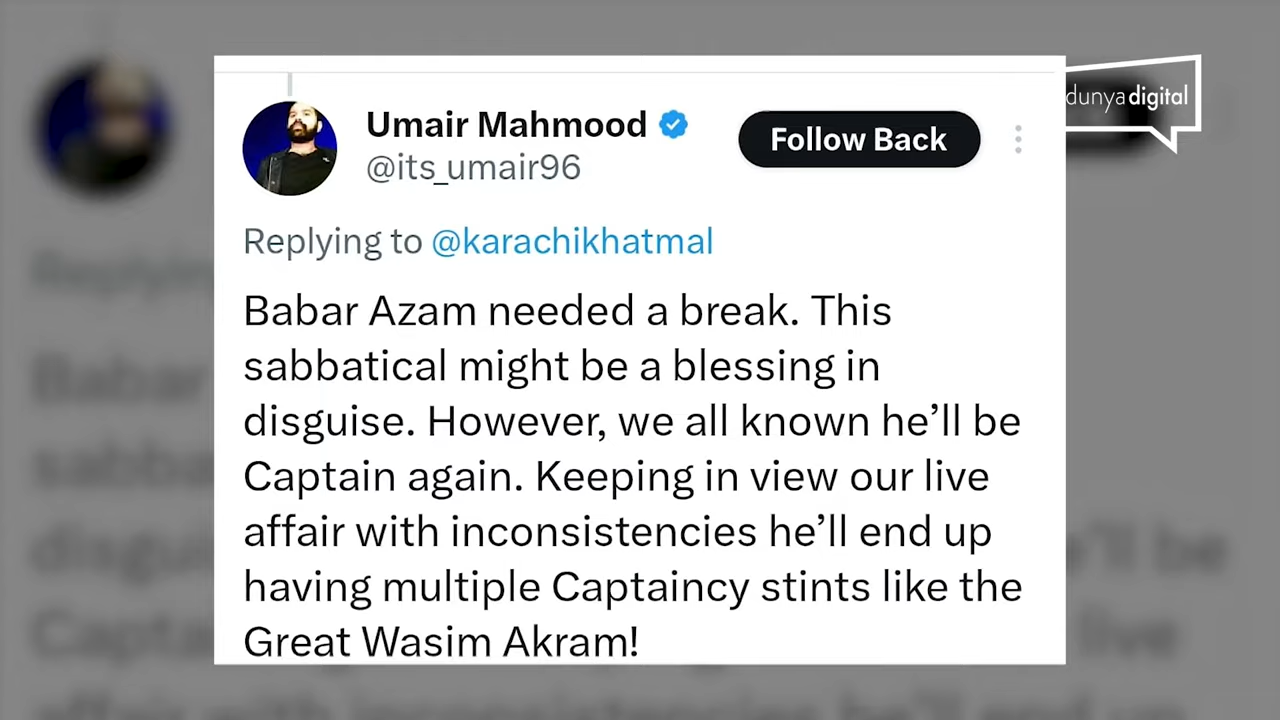 Umair Mahmood
@its_umair96
Follow Back
dunyadigital
Replying to @karachikhatmal
Babar Azam needed a break. This
sabbatical might be a blessing in
disguise. However, we all known he’ll be
Captain again. Keeping in view our live
affair with inconsistencies he’ll end up
having multiple Captaincy stints like the
Great Wasim Akram!